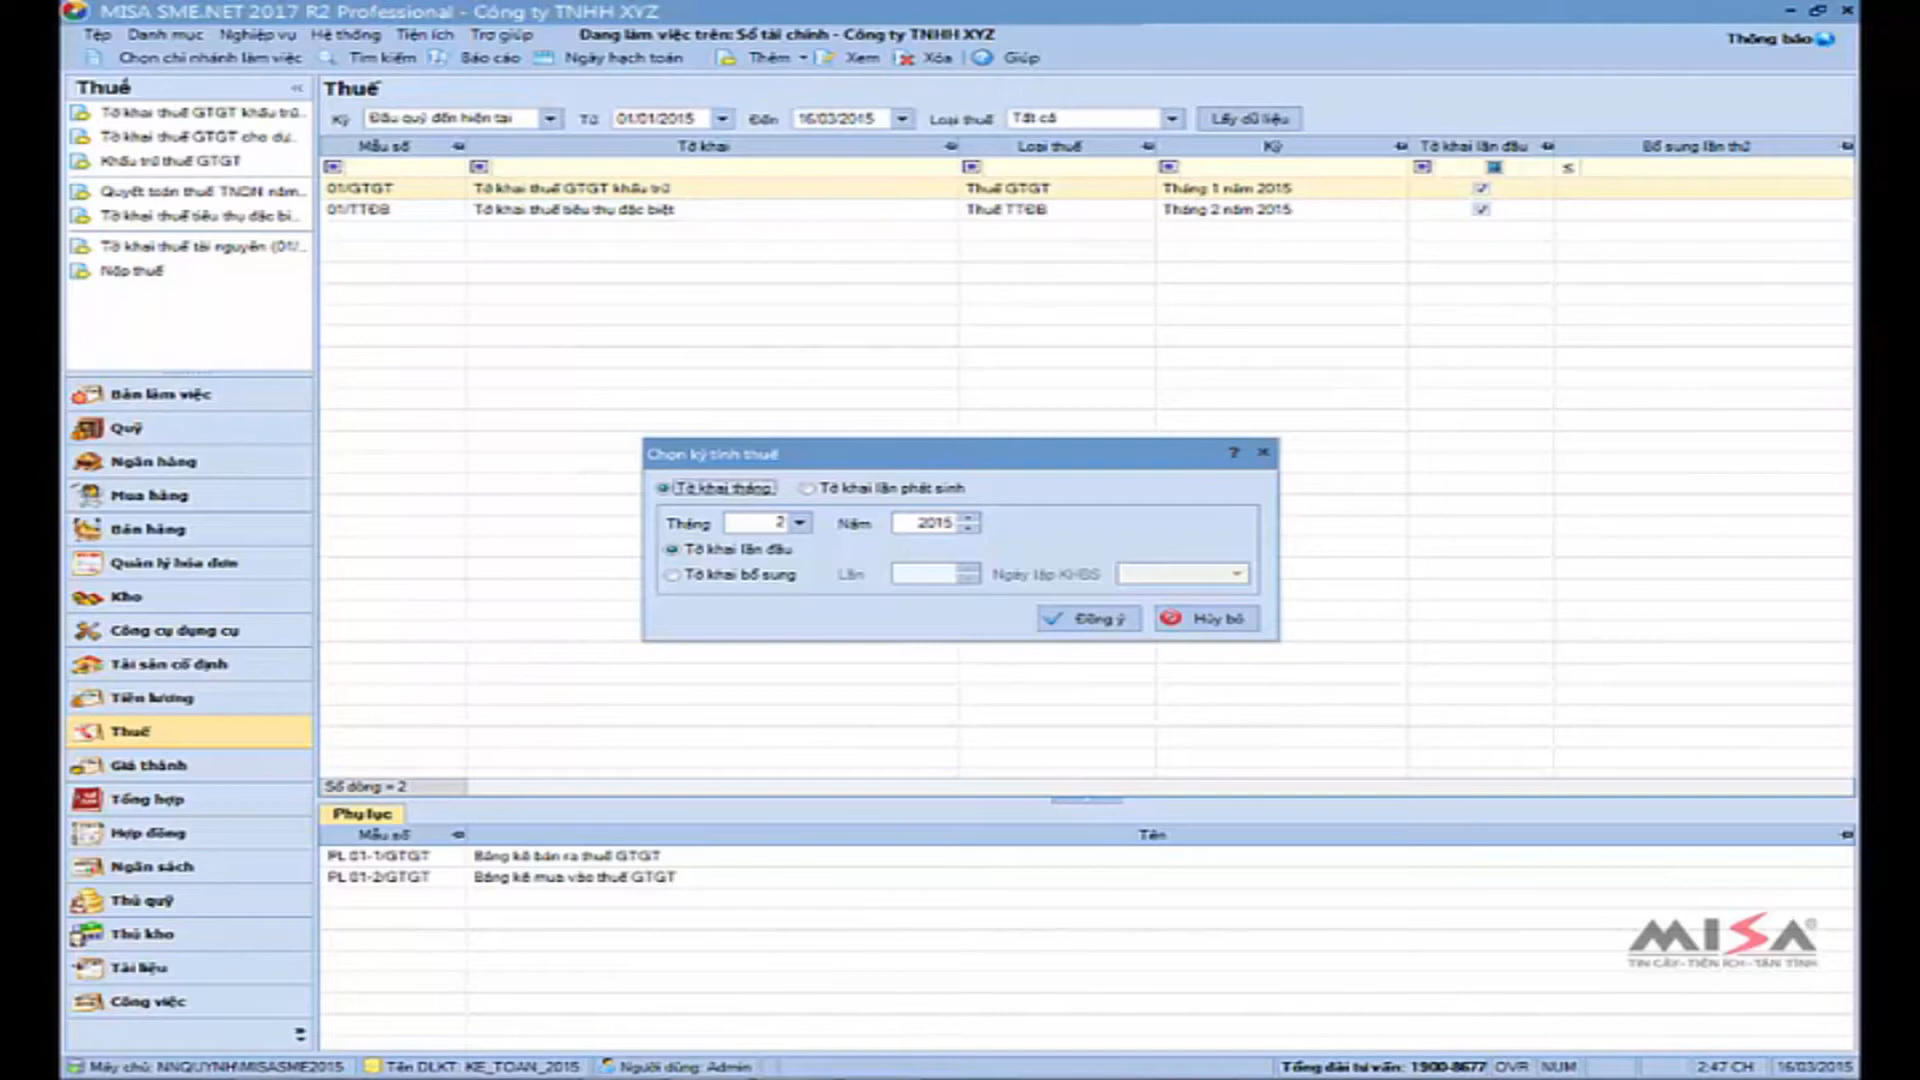 MISA SME.NET 2017 R2 Professional - Công ty TNHH XYZ
Tệp Danh mục Nghiệp vụ Hệ thống Tiện ích Trợ giúp Đang làm việc trên: Sổ tài chính - Công ty TNHH XYZ
Thông báo
Chọn chi nhánh làm việc Tìm kiếm Báo cáo Ngày hạch toán Thêm Xem Xóa Giúp
Thuế
Tờ khai thuế GTGT khấu trừ...
Tờ khai thuế GTGT cho dự...
Khấu trừ thuế GTGT
Quyết toán thuế TNDN năm...
Tờ khai thuế tiêu thụ đặc bi...
Tờ khai thuế tài nguyên (01/...
Nộp thuế
Bàn làm việc
Quỹ
Ngân hàng
Mua hàng
Bán hàng
Quản lý hóa đơn
Kho
Công cụ dụng cụ
Tài sản cố định
Tiền lương
Thuế
Giá thành
Tổng hợp
Hợp đồng
Ngân sách
Thủ quỹ
Thủ kho
Tài liệu
Công việc
Thuế
Kỳ Đầu quý đến hiện tại Từ 01/01/2015 Đến 16/03/2015 Loại thuế Tất cả Lấy dữ liệu
Mẫu số Tờ khai Loại thuế Kỳ Tờ khai lần đầu Bổ sung lần thứ
≤
01/GTGT Tờ khai thuế GTGT khấu trừ Thuế GTGT Tháng 1 năm 2015
01/TTĐB Tờ khai thuế tiêu thụ đặc biệt Thuế TTĐB Tháng 2 năm 2015
Chọn kỳ tính thuế ?
Tờ khai tháng Tờ khai lần phát sinh
Tháng 2 Năm 2015
Tờ khai lần đầu
Tờ khai bổ sung Lần Ngày lập KHBS
Đồng ý Hủy bỏ
Số dòng = 2
Phụ lục
Mẫu số Tên
PL 01-1/GTGT Bảng kê bán ra thuế GTGT
PL 01-2/GTGT Bảng kê mua vào thuế GTGT
MISA®
TIN CẬY - TIỆN ÍCH - TẬN TÌNH
Máy chủ: NNQUYNH\MISASME2015 Tên DLKT: KE_TOAN_2015 Người dùng: Admin Tổng đài tư vấn: 1900-8677 OVR NUM 2:47 CH 16/03/2015